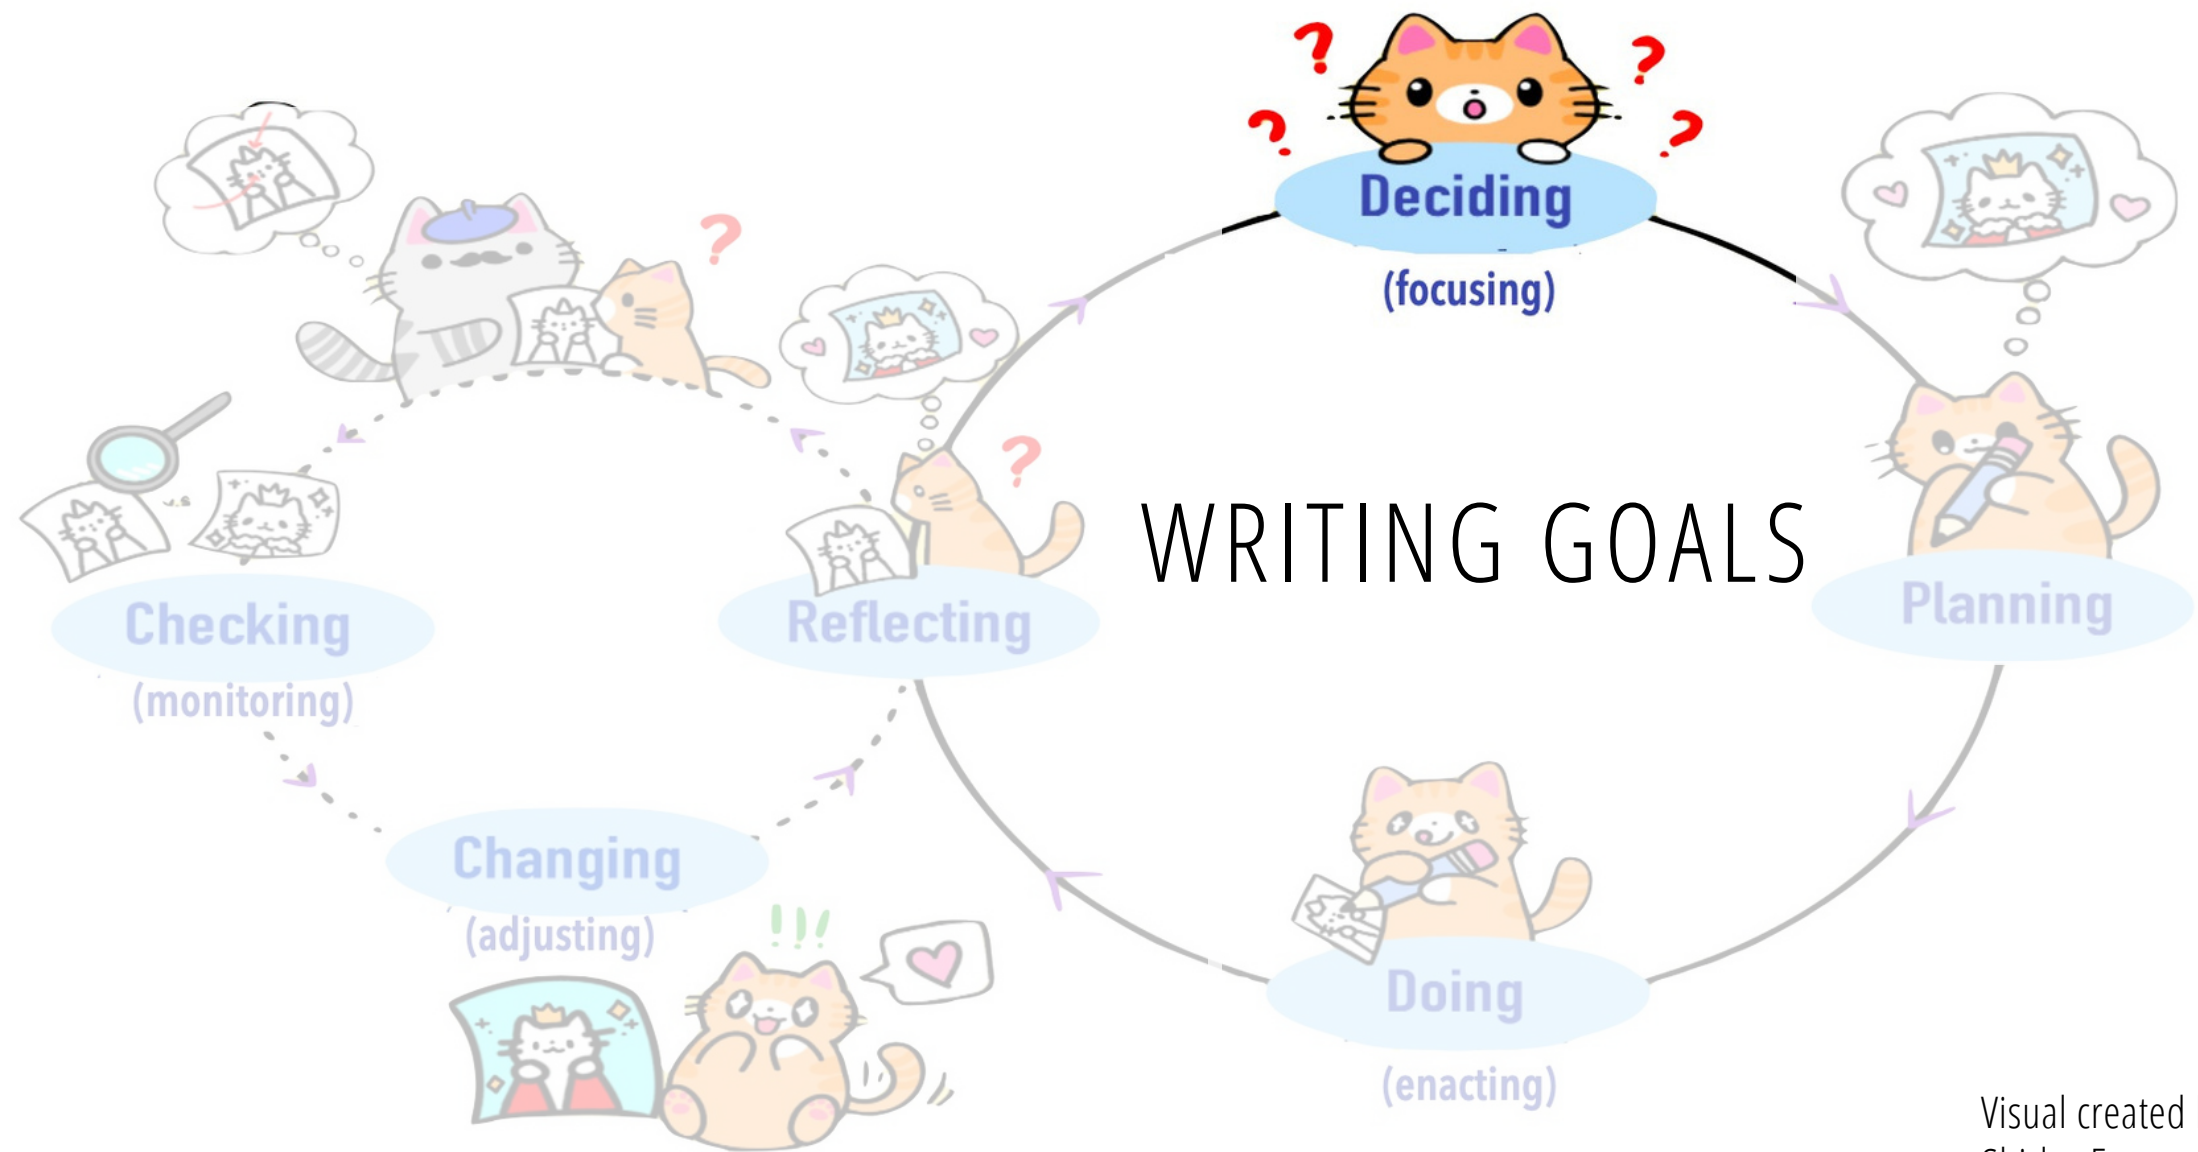 Deciding
(focusing)
WRITING GOALS
Planning
Checking
(monitoring)
Reflecting
Changing
(adjusting)
Doing
(enacting)
Visual created